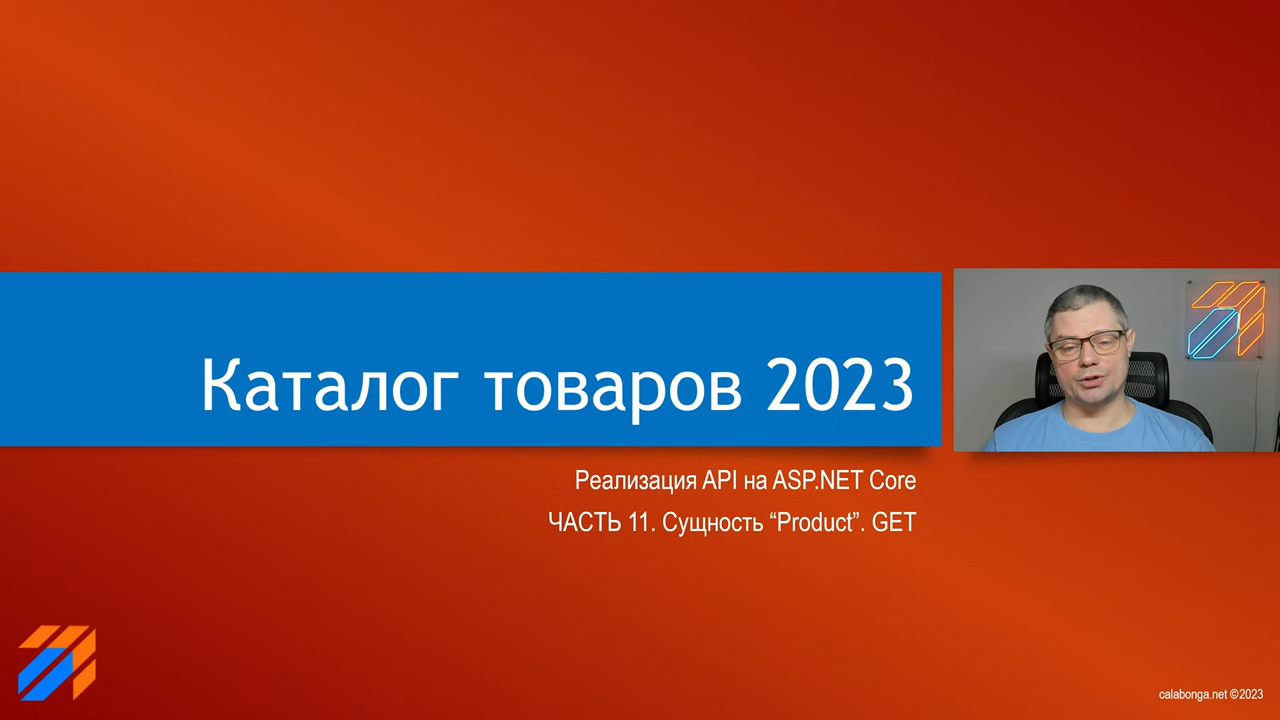 Каталог товаров 2023
Реализация API на ASP.NET Core
ЧАСТЬ 11. Сущность “Product”. GET
calabonga.net ©2023